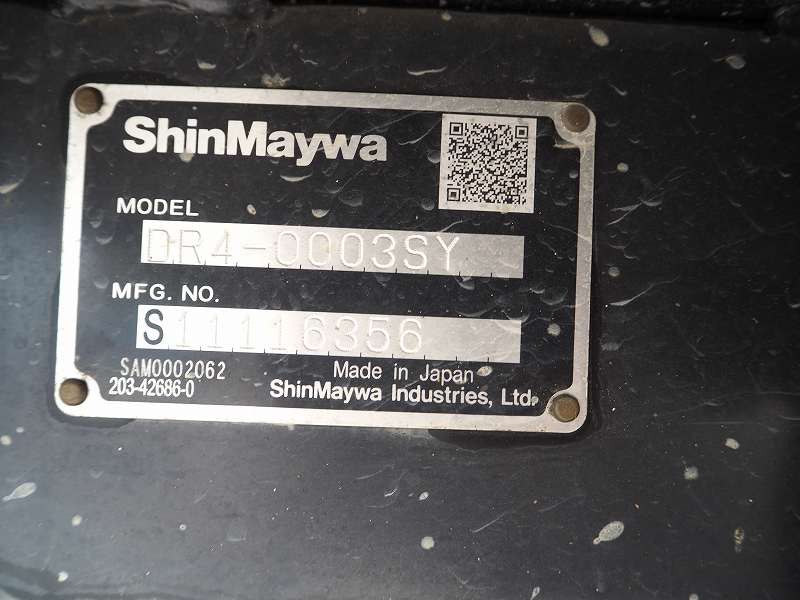 ShinMaywa
MODEL
DR4-0003SY
MFG. NO.
S11116356
SAM0002062
203-42686-0
Made in Japan
ShinMaywa Industries, Ltd.